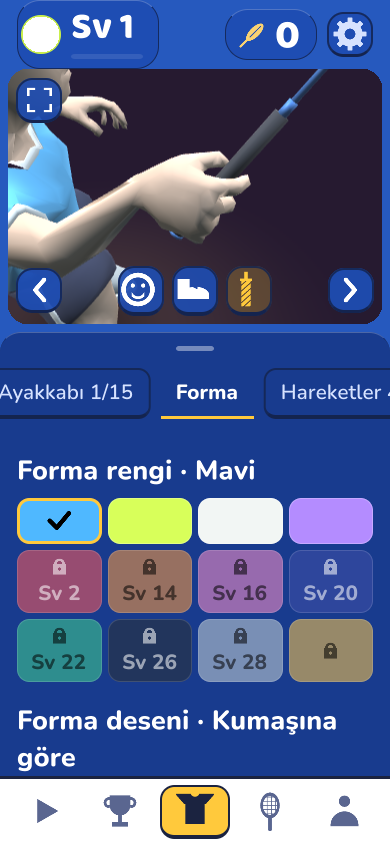 Sv 1
0
Ayakkabı 1/15
Forma
Hareketler
Forma rengi · Mavi
Sv 2
Sv 14
Sv 16
Sv 20
Sv 22
Sv 26
Sv 28
Forma deseni · Kumaşına
göre